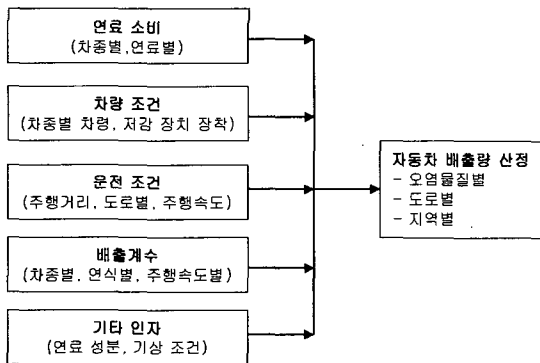 연료 소비
(차종별,연료별)
차량 조건
(차종별 차령, 저감 장치 장착)
운전 조건
(주행거리, 도로별, 주행속도)
배출계수
(차종별, 연식별, 주행속도별)
기타 인자
(연료 성분, 기상 조건)
자동차 배출량 산정
- 오염물질별
- 도로별
- 지역별